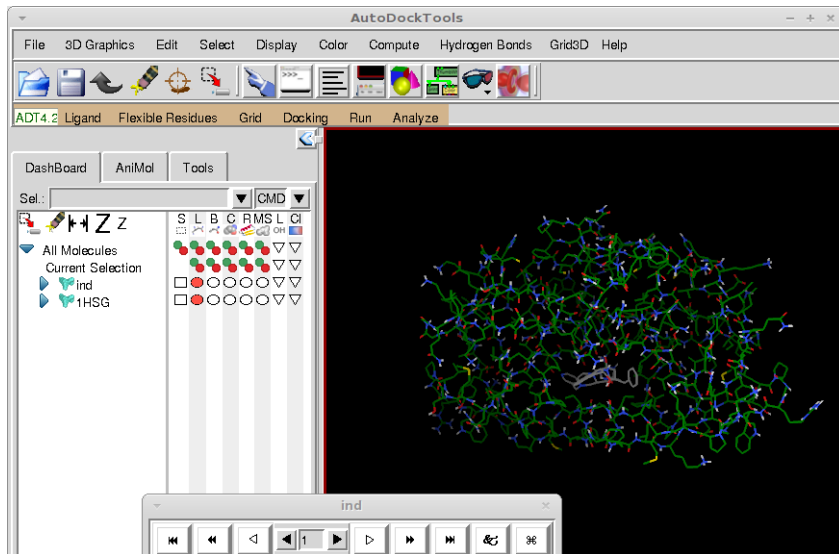 AutoDockTools
File 3D Graphics Edit Select Display Color Compute Hydrogen Bonds Grid3D Help
>>>_
ADT4.2 Ligand Flexible Residues Grid Docking Run Analyze
DashBoard AniMol Tools
Sel.: CMD
Z Z S L B C R MS L Cl
OH
All Molecules
Current Selection
ind
1HSG
ind
1